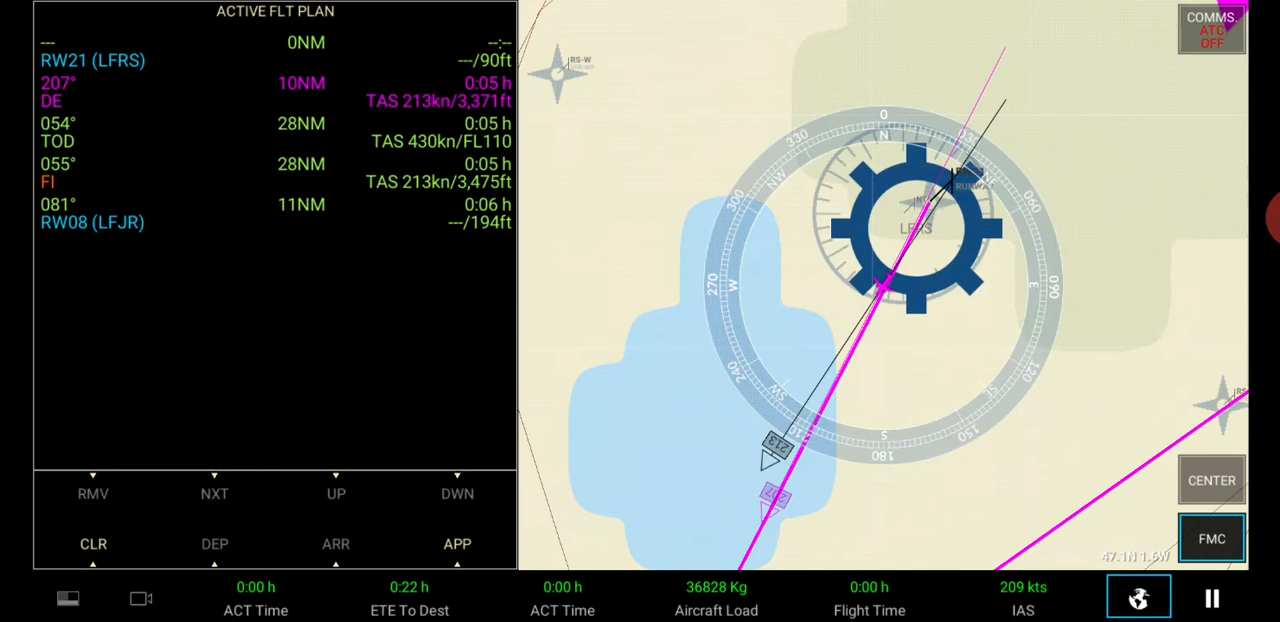 ACTIVE FLT PLAN
--- 0NM --:--
RW21 (LFRS) ---/90ft
207° 10NM 0:05 h
DE TAS 213kn/3,371ft
054° 28NM 0:05 h
TOD TAS 430kn/FL110
055° 28NM 0:05 h
FI TAS 213kn/3,475ft
081° 11NM 0:06 h
RW08 (LFJR) ---/194ft
RMV NXT UP DWN
CLR DEP ARR APP
RS-W
COMMS.
ATC
OFF
0
N
030
060
090
E
120
SE
150
180
S
210
SW
240
270
W
300
NW
330
LFRS
213
207
RS
CENTER
FMC
47.1N 1.6W
0:00 h 0:22 h 0:00 h 36828 Kg 0:00 h 209 kts
ACT Time ETE To Dest ACT Time Aircraft Load Flight Time IAS